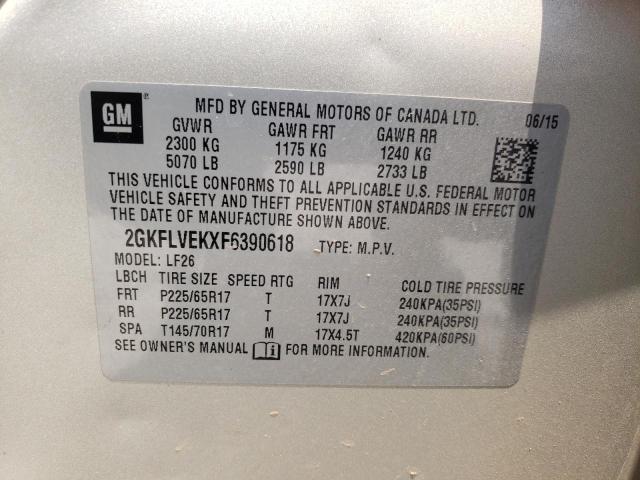 GM ®
MFD BY GENERAL MOTORS OF CANADA LTD. 06/15
GVWR GAWR FRT GAWR RR
2300 KG 1175 KG 1240 KG
5070 LB 2590 LB 2733 LB
THIS VEHICLE CONFORMS TO ALL APPLICABLE U.S. FEDERAL MOTOR
VEHICLE SAFETY AND THEFT PREVENTION STANDARDS IN EFFECT ON
THE DATE OF MANUFACTURE SHOWN ABOVE.
2GKFLVEKXF6390618 TYPE: M.P.V.
MODEL: LF26
LBCH TIRE SIZE SPEED RTG RIM COLD TIRE PRESSURE
FRT P225/65R17 T 17X7J 240KPA(35PSI)
RR P225/65R17 T 17X7J 240KPA(35PSI)
SPA T145/70R17 M 17X4.5T 420KPA(60PSI)
SEE OWNER'S MANUAL FOR MORE INFORMATION.